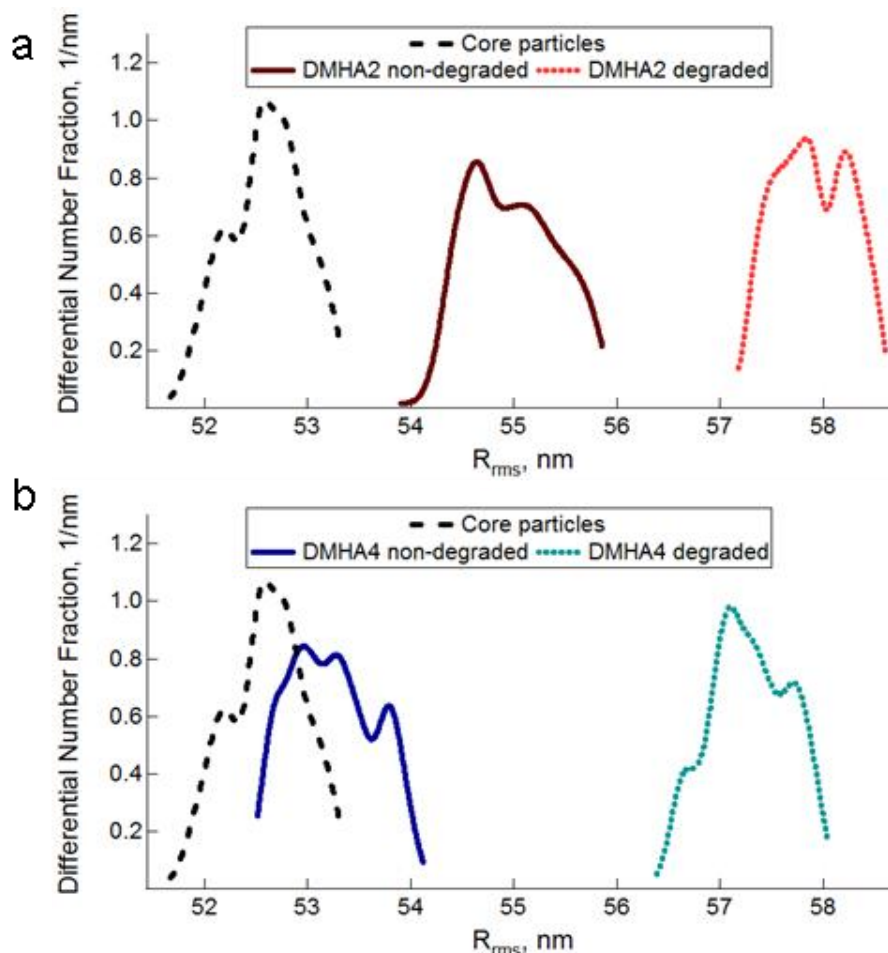 a
Differential Number Fraction, 1/nm
1.2
1.0
0.8
0.6
0.4
0.2
Core particles
DMHA2 non-degraded DMHA2 degraded
52 53 54 55 56 57 58
Rrms, nm
b
Differential Number Fraction, 1/nm
1.2
1.0
0.8
0.6
0.4
0.2
Core particles
DMHA4 non-degraded DMHA4 degraded
52 53 54 55 56 57 58
Rrms, nm